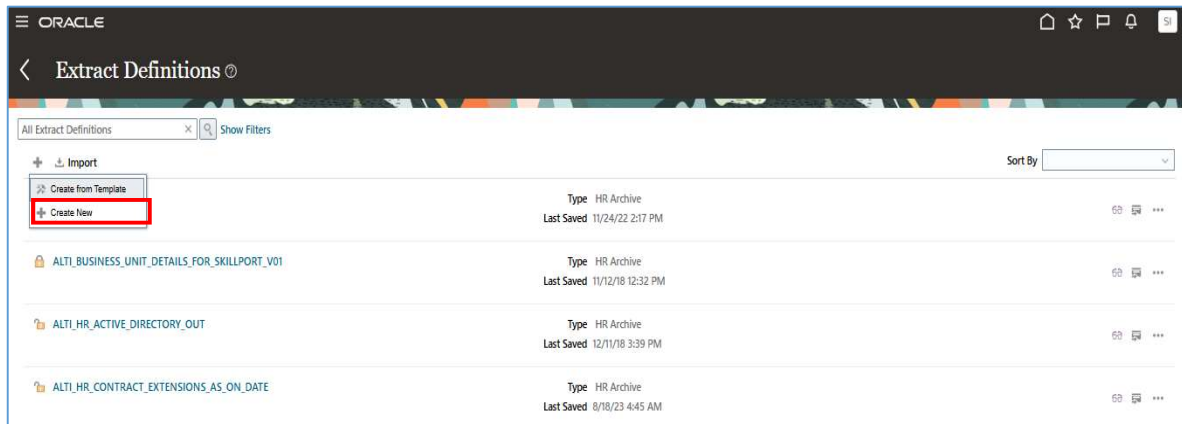 ORACLE
SI
Extract Definitions
All Extract Definitions
Show Filters
Import
Sort By
Create from Template
Create New
Type HR Archive
Last Saved 11/24/22 2:17 PM
ALTI_BUSINESS_UNIT_DETAILS_FOR_SKILLPORT_V01
Type HR Archive
Last Saved 11/12/18 12:32 PM
ALTI_HR_ACTIVE_DIRECTORY_OUT
Type HR Archive
Last Saved 12/11/18 3:39 PM
ALTI_HR_CONTRACT_EXTENSIONS_AS_ON_DATE
Type HR Archive
Last Saved 8/18/23 4:45 AM